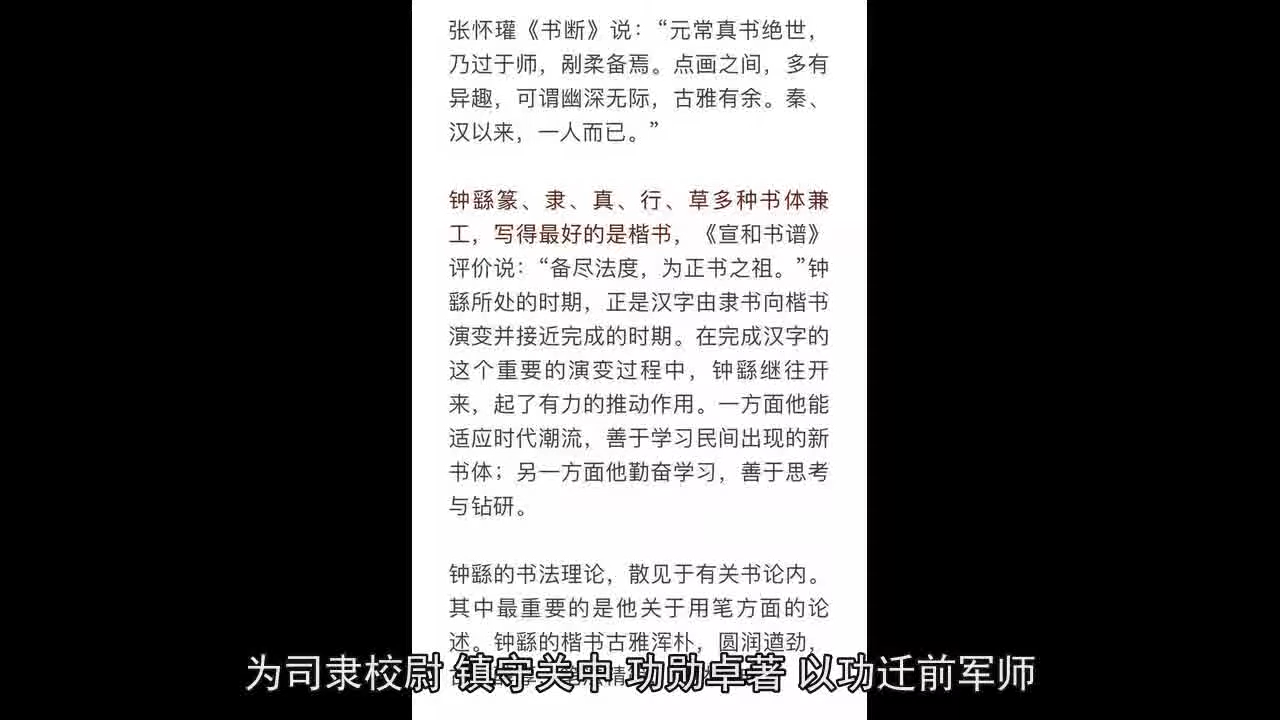 张怀瓘《书断》说：“元常真书绝世，
乃过于师，剐柔备焉。点画之间，多有
异趣，可谓幽深无际，古雅有余。秦、
汉以来，一人而已。”
钟繇篆、隶、真、行、草多种书体兼
工，写得最好的是楷书，《宣和书谱》
评价说：“备尽法度，为正书之祖。”钟
繇所处的时期，正是汉字由隶书向楷书
演变并接近完成的时期。在完成汉字的
这个重要的演变过程中，钟繇继往开
来，起了有力的推动作用。一方面他能
适应时代潮流，善于学习民间出现的新
书体；另一方面他勤奋学习，善于思考
与钻研。
钟繇的书法理论，散见于有关书论内。
其中最重要的是他关于用笔方面的论
述。钟繇的楷书古雅浑朴，圆润遒劲，
为司隶校尉 镇守关中 功勋卓著 以功迁前军师